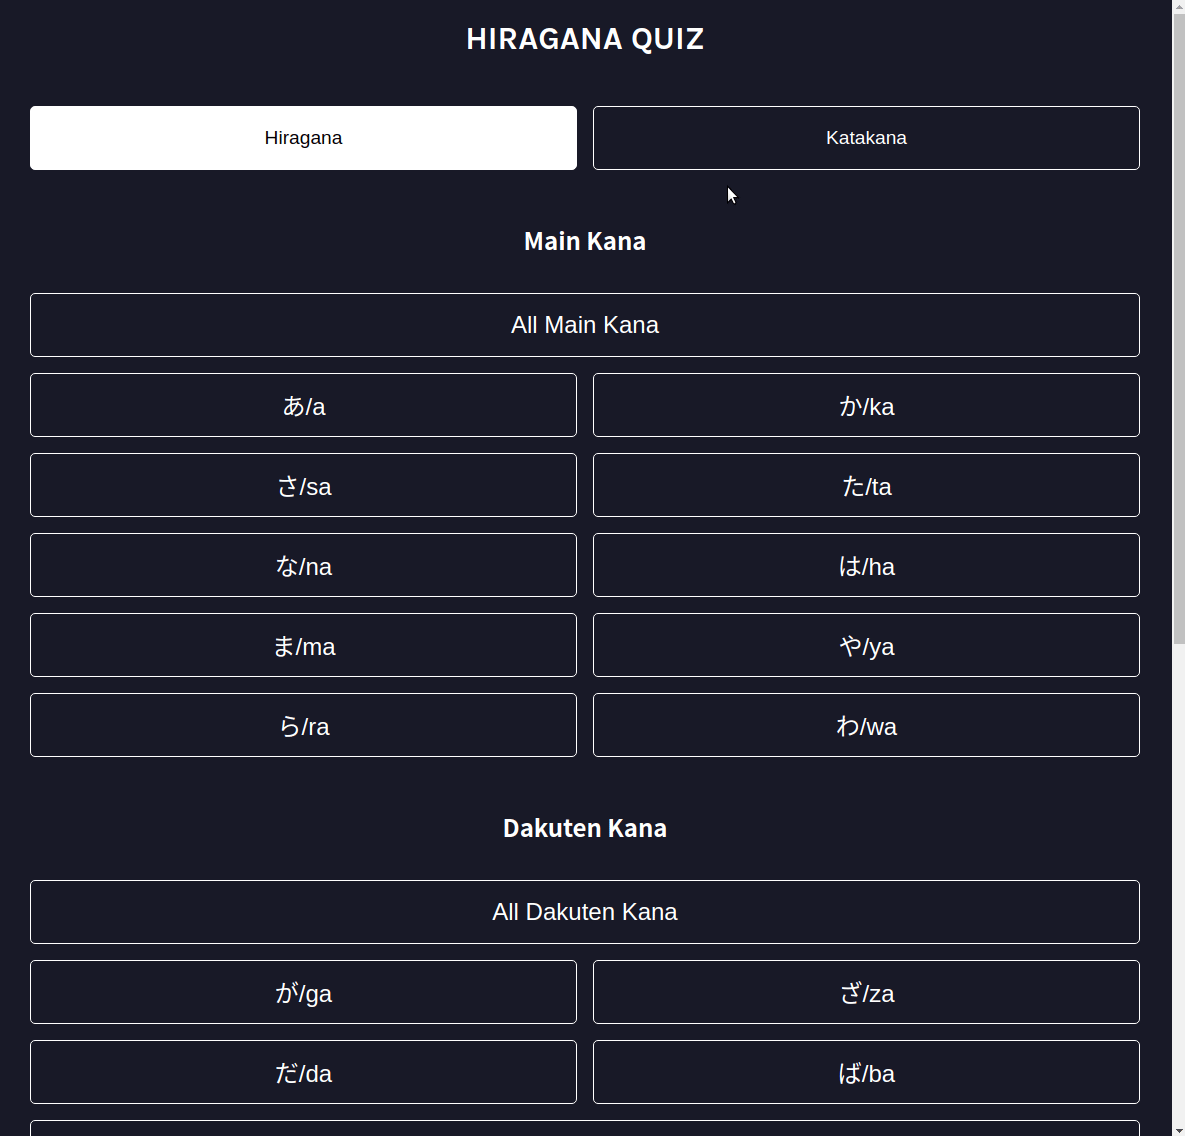 HIRAGANA QUIZ
Hiragana
Katakana
Main Kana
All Main Kana
あ/a
か/ka
さ/sa
た/ta
な/na
は/ha
ま/ma
や/ya
ら/ra
わ/wa
Dakuten Kana
All Dakuten Kana
が/ga
ざ/za
だ/da
ば/ba